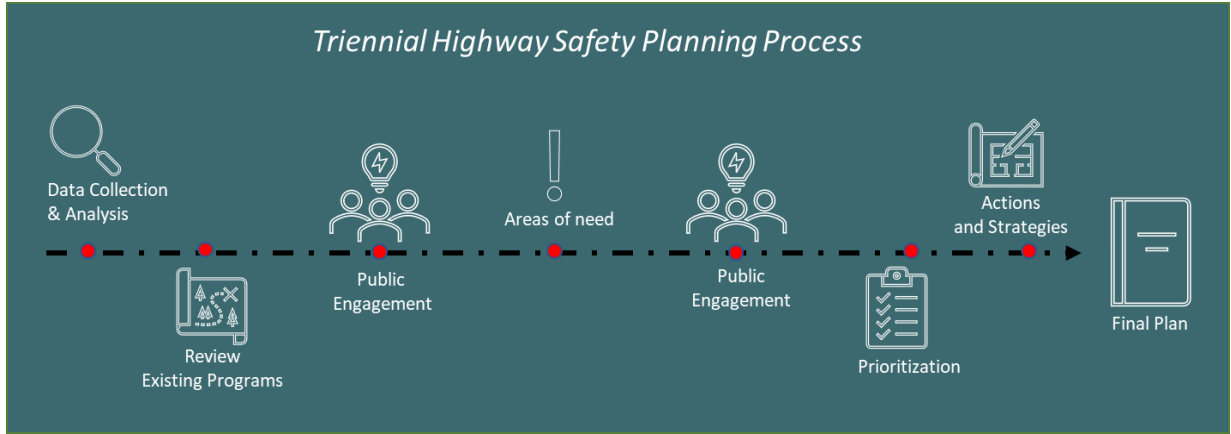 Triennial Highway Safety Planning Process
Data Collection
& Analysis
Review
Existing Programs
Public
Engagement
Areas of need
Public
Engagement
Prioritization
Actions
and Strategies
Final Plan